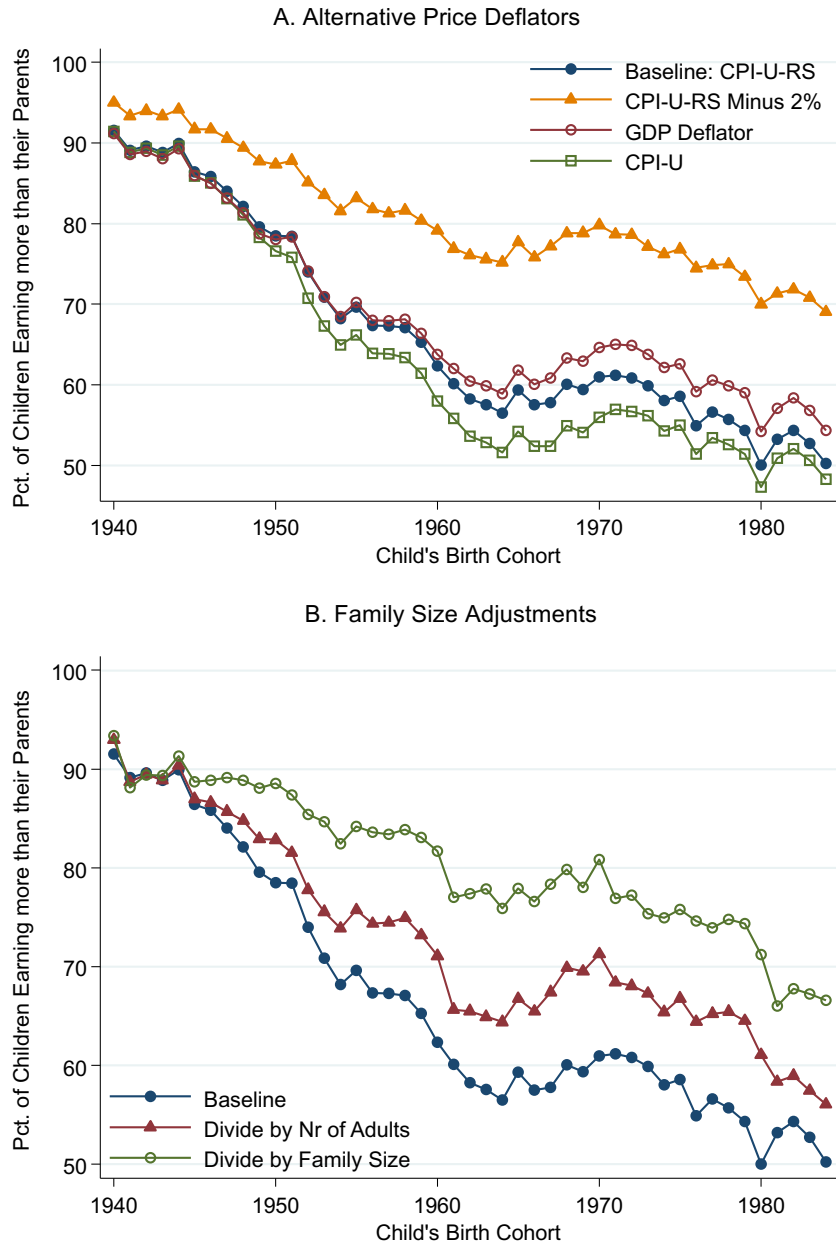 A. Alternative Price Deflators
Pct. of Children Earning more than their Parents
100
90
80
70
60
50
Baseline: CPI-U-RS
CPI-U-RS Minus 2%
GDP Deflator
CPI-U
1940
1950
1960
1970
1980
Child's Birth Cohort
B. Family Size Adjustments
Pct. of Children Earning more than their Parents
100
90
80
70
60
50
Baseline
Divide by Nr of Adults
Divide by Family Size
1940
1950
1960
1970
1980
Child's Birth Cohort